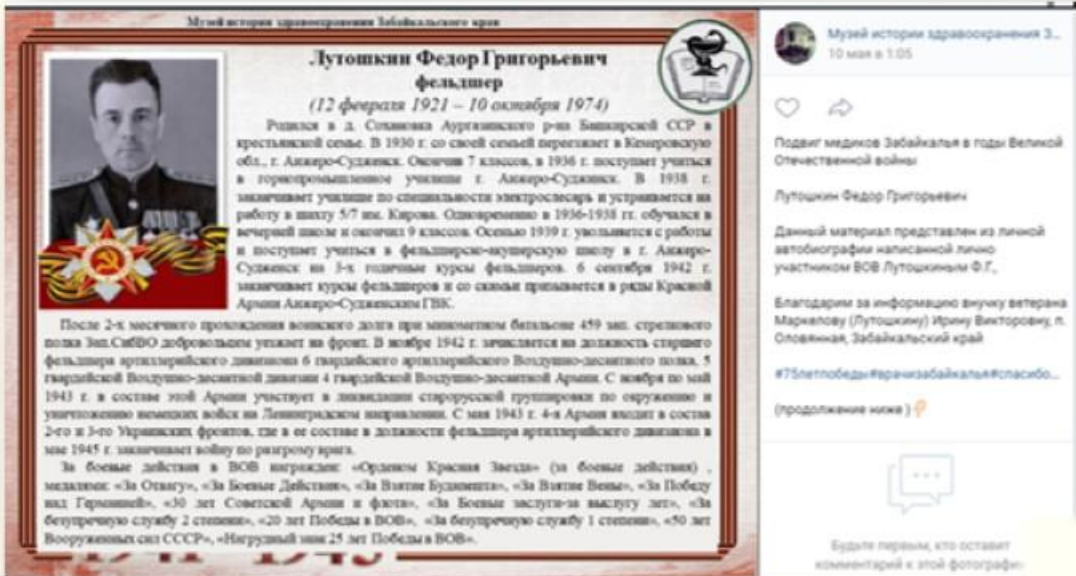 Музей истории здравоохранения Забайкальского края
Лутошкин Федор Григорьевич
фельдшер
(12 февраля 1921 – 10 октября 1974)
Родился в д. Сохановка Аургазинского р-на Башкирской ССР в
крестьянской семье. В 1930 г. со своей семьей переезжает в Кемеровскую
обл., г. Анжеро-Судженск. Окончив 7 классов, в 1936 г. поступает учиться
в горнопромышленное училище г. Анжеро-Суджинск. В 1938 г.
заканчивает училище по специальности электрослесарь и устраивается на
работу в шахту 5/7 им. Кирова. Одновременно в 1936-1938 гг. обучался в
вечерней школе и окончил 9 классов. Осенью 1939 г. увольняется с работы
и поступает учиться в фельдшерско-акушерскую школу в г. Анжеро-
Судженск на 3-х годичные курсы фельдшеров. 6 сентября 1942 г.
заканчивает курсы фельдшеров и со скамьи призывается в ряды Красной
Армии Анжеро-Судженским ГВК.
После 2-х месячного прохождения воинского долга при минометном батальоне 459 зап. стрелкового
полка Зап.СибВО добровольцем уезжает на фронт. В ноябре 1942 г. зачисляется на должность старшего
фельдшера артиллерийского дивизиона 6 гвардейского артиллерийского Воздушно-десантного полка, 5
гвардейской Воздушно-десантной дивизии 4 гвардейской Воздушно-десантной Армии. С ноября по май
1943 г. в составе этой Армии участвует в ликвидации старорусской группировки по окружению и
уничтожению немецких войск на Ленинградском направлении. С мая 1943 г. 4-я Армия входит в состав
2-го и 3-го Украинских фронтов, где в ее составе в должности фельдшера артиллерийского дивизиона в
мае 1945 г. заканчивает войну по разгрому врага.
За боевые действия в ВОВ награжден: «Орденом Красная Звезда» (за боевые действия) ,
медалями: «За Отвагу», «За Боевые Действия», «За Взятие Будапешта», «За Взятие Вены», «За Победу
над Германией», «30 лет Советской Армии и флота», «За Боевые заслуги-за выслугу лет», «За
безупречную службу 2 степени», «20 лет Победы в ВОВ», «За безупречную службу 1 степени», «50 лет
Вооруженных сил СССР», «Нагрудный знак 25 лет Победы в ВОВ».
1941 1945
Музей истории здравоохранения З...
10 мая в 1:05
Подвиг медиков Забайкалья в годы Великой
Отечественной войны
Лутошкин Федор Григорьевич
Данный материал представлен из личной
автобиографии написанной лично
участником ВОВ Лутошкиным Ф.Г.,
Благодарим за информацию внучку ветерана
Маркелову (Лутошкину) Ирину Викторовну, п.
Оловянная, Забайкальский край
#75летпобеды#врачизабайкалья#спасибо...
(продолжение ниже )
Будьте первым, кто оставит
комментарий к этой фотографии